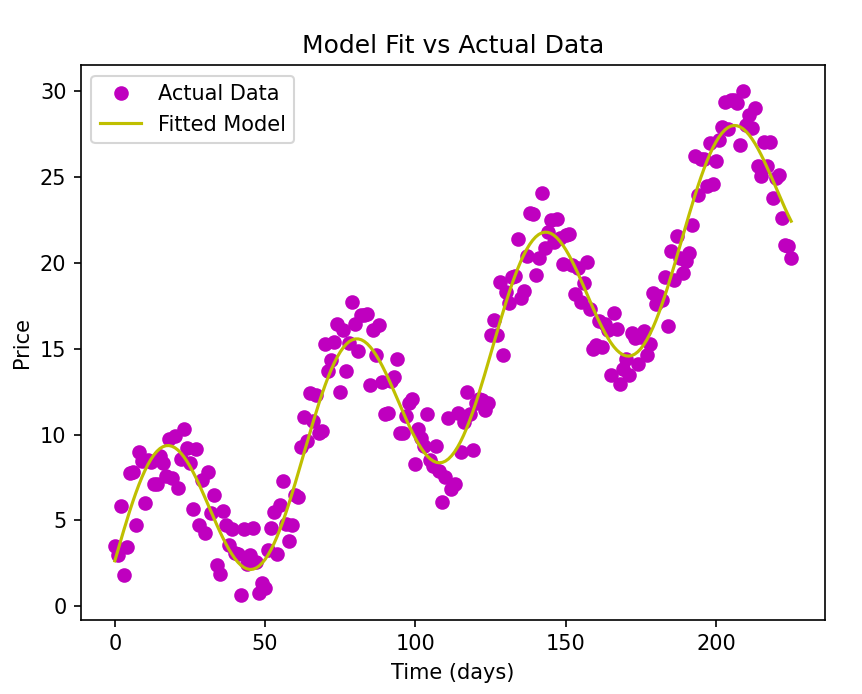 Model Fit vs Actual Data
Actual Data
Fitted Model
30
25
20
15
10
5
0
Price
0 50 100 150 200
Time (days)